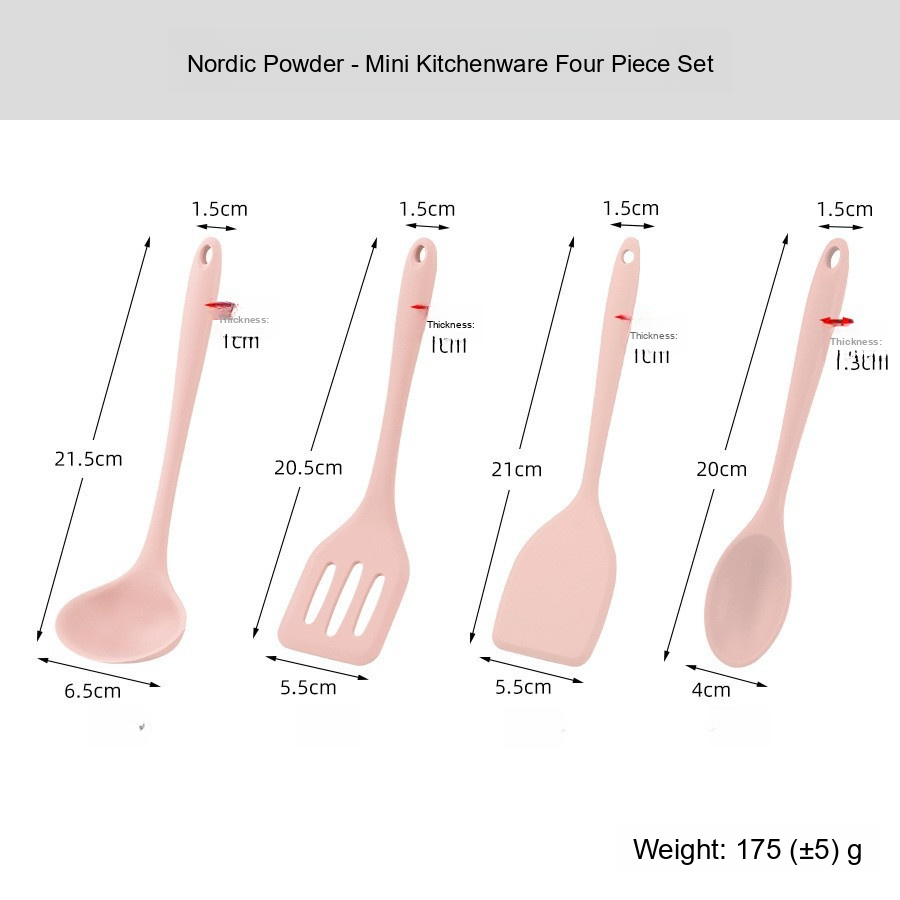 Nordic Powder - Mini Kitchenware Four Piece Set
1.5cm
1.5cm
1.5cm
1.5cm
Thickness:
1cm
Thickness:
1cm
Thickness:
1cm
Thickness:
1.3cm
21.5cm
20.5cm
21cm
20cm
6.5cm
5.5cm
5.5cm
4cm
Weight: 175 (±5) g